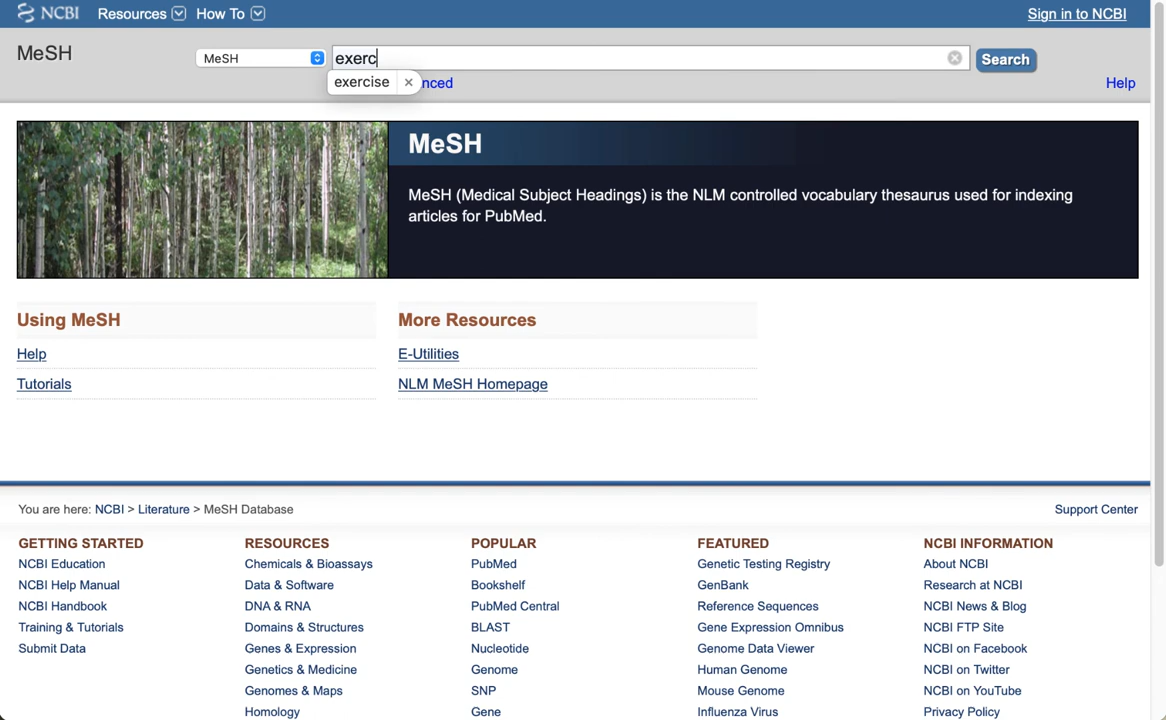 NCBI Resources How To Sign in to NCBI
MeSH
MeSH
exerc
Search
exercise
nced
Help
MeSH
MeSH (Medical Subject Headings) is the NLM controlled vocabulary thesaurus used for indexing
articles for PubMed.
Using MeSH
Help
Tutorials
More Resources
E-Utilities
NLM MeSH Homepage
You are here: NCBI > Literature > MeSH Database
Support Center
GETTING STARTED
NCBI Education
NCBI Help Manual
NCBI Handbook
Training & Tutorials
Submit Data
RESOURCES
Chemicals & Bioassays
Data & Software
DNA & RNA
Domains & Structures
Genes & Expression
Genetics & Medicine
Genomes & Maps
Homology
POPULAR
PubMed
Bookshelf
PubMed Central
BLAST
Nucleotide
Genome
SNP
Gene
FEATURED
Genetic Testing Registry
GenBank
Reference Sequences
Gene Expression Omnibus
Genome Data Viewer
Human Genome
Mouse Genome
Influenza Virus
NCBI INFORMATION
About NCBI
Research at NCBI
NCBI News & Blog
NCBI FTP Site
NCBI on Facebook
NCBI on Twitter
NCBI on YouTube
Privacy Policy